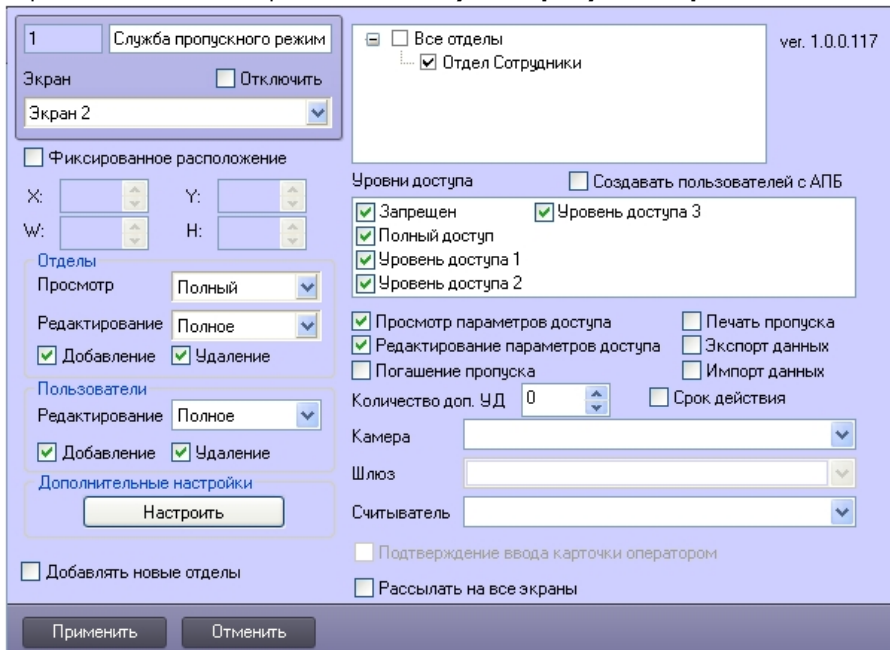 1
Служба пропускного режим
Экран
Отключить
Экран 2
Фиксированное расположение
X:
Y:
W:
H:
Отделы
Просмотр
Полный
Редактирование
Полное
Добавление
Удаление
Пользователи
Редактирование
Полное
Добавление
Удаление
Дополнительные настройки
Настроить
Добавлять новые отделы
Все отделы
Отдел Сотрудники
ver. 1.0.0.117
Уровни доступа
Создавать пользователей с АПБ
Запрещен
Уровень доступа 3
Полный доступ
Уровень доступа 1
Уровень доступа 2
Просмотр параметров доступа
Печать пропуска
Редактирование параметров доступа
Экспорт данных
Погашение пропуска
Импорт данных
Количество доп. УД
0
Срок действия
Камера
Шлюз
Считыватель
Подтверждение ввода карточки оператором
Рассылать на все экраны
Применить
Отменить